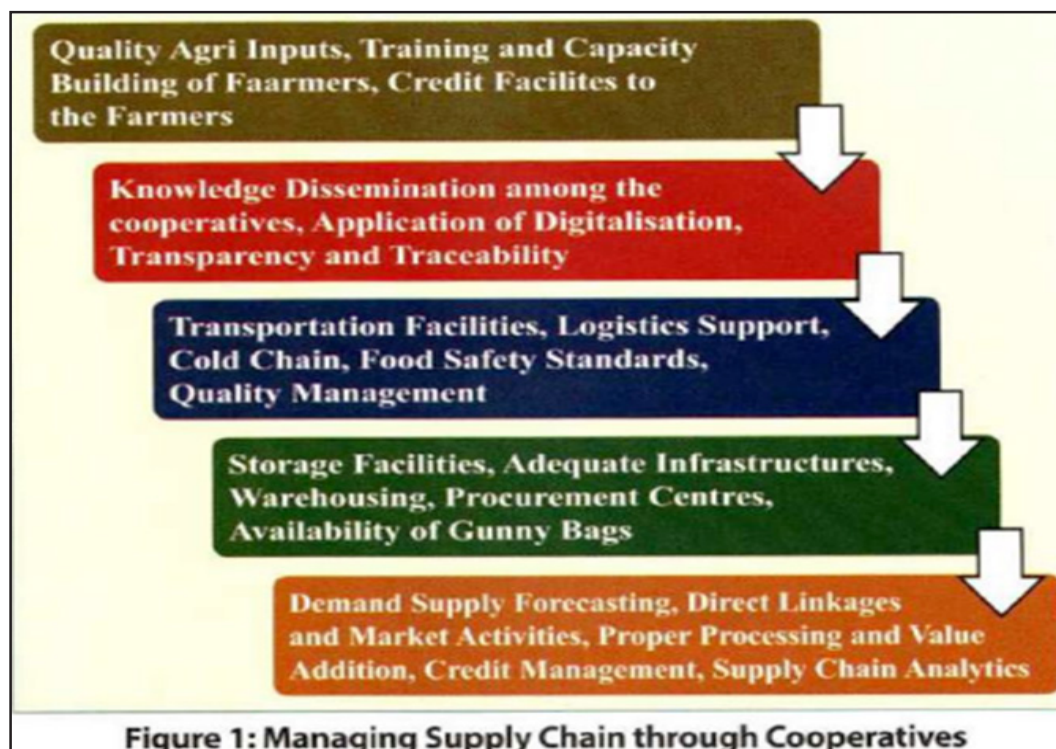 Quality Agri Inputs, Training and Capacity
Building of Faarmers, Credit Facilites to
the Farmers
Knowledge Dissemination among the
cooperatives, Application of Digitalisation,
Transparency and Traceability
Transportation Facilities, Logistics Support,
Cold Chain, Food Safety Standards,
Quality Management
Storage Facilities, Adequate Infrastructures,
Warehousing, Procurement Centres,
Availability of Gunny Bags
Demand Supply Forecasting, Direct Linkages
and Market Activities, Proper Processing and Value
Addition, Credit Management, Supply Chain Analytics
Figure 1: Managing Supply Chain through Cooperatives